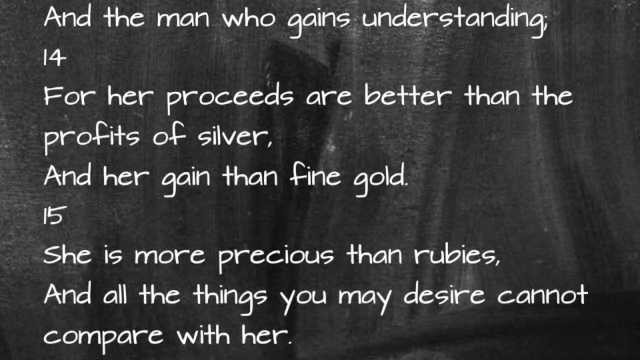 And the man who gains understanding;
14
For her proceeds are better than the
profits of silver,
And her gain than fine gold.
15
She is more precious than rubies,
And all the things you may desire cannot
compare with her.